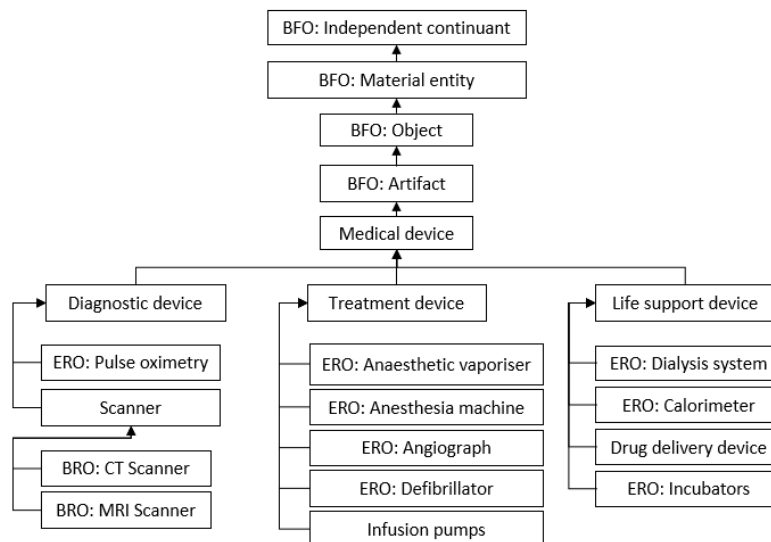 BFO: Independent continuant
BFO: Material entity
BFO: Object
BFO: Artifact
Medical device
Diagnostic device
ERO: Pulse oximetry
Scanner
BRO: CT Scanner
BRO: MRI Scanner
Treatment device
ERO: Anaesthetic vaporiser
ERO: Anesthesia machine
ERO: Angiograph
ERO: Defibrillator
Infusion pumps
Life support device
ERO: Dialysis system
ERO: Calorimeter
Drug delivery device
ERO: Incubators